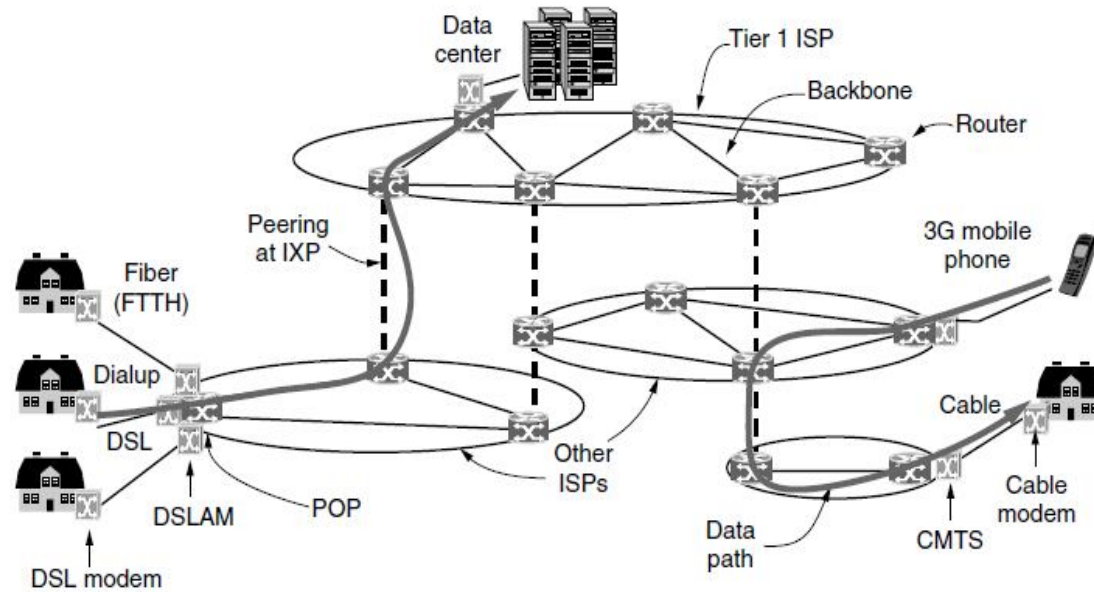 Data
center
Tier 1 ISP
Backbone
Router
Peering
at IXP
3G mobile
phone
Fiber
(FTTH)
Dialup
DSL
Other
ISPs
Cable
DSLAM
POP
Data
path
CMTS
Cable
modem
DSL modem